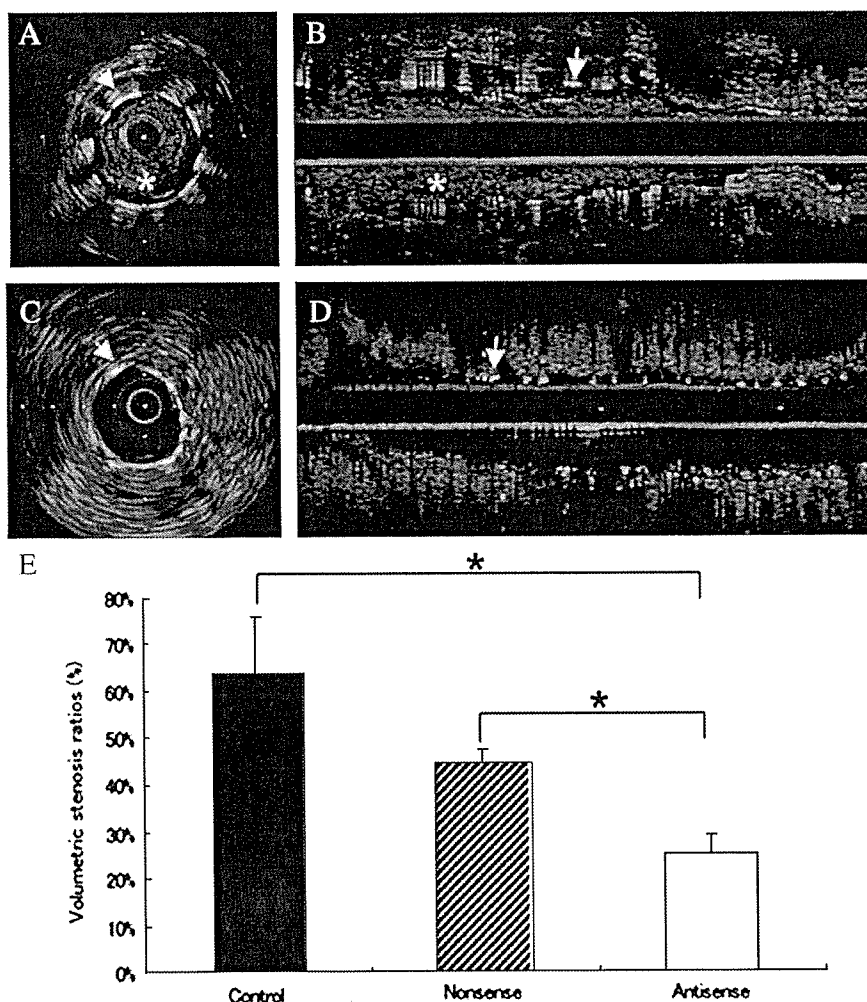 A
B
*
*
C
D
E
*
*
80%
70%
60%
50%
40%
30%
20%
10%
0%
Volumetric stenosis ratios (%)
Control
Nonsense
Antisense